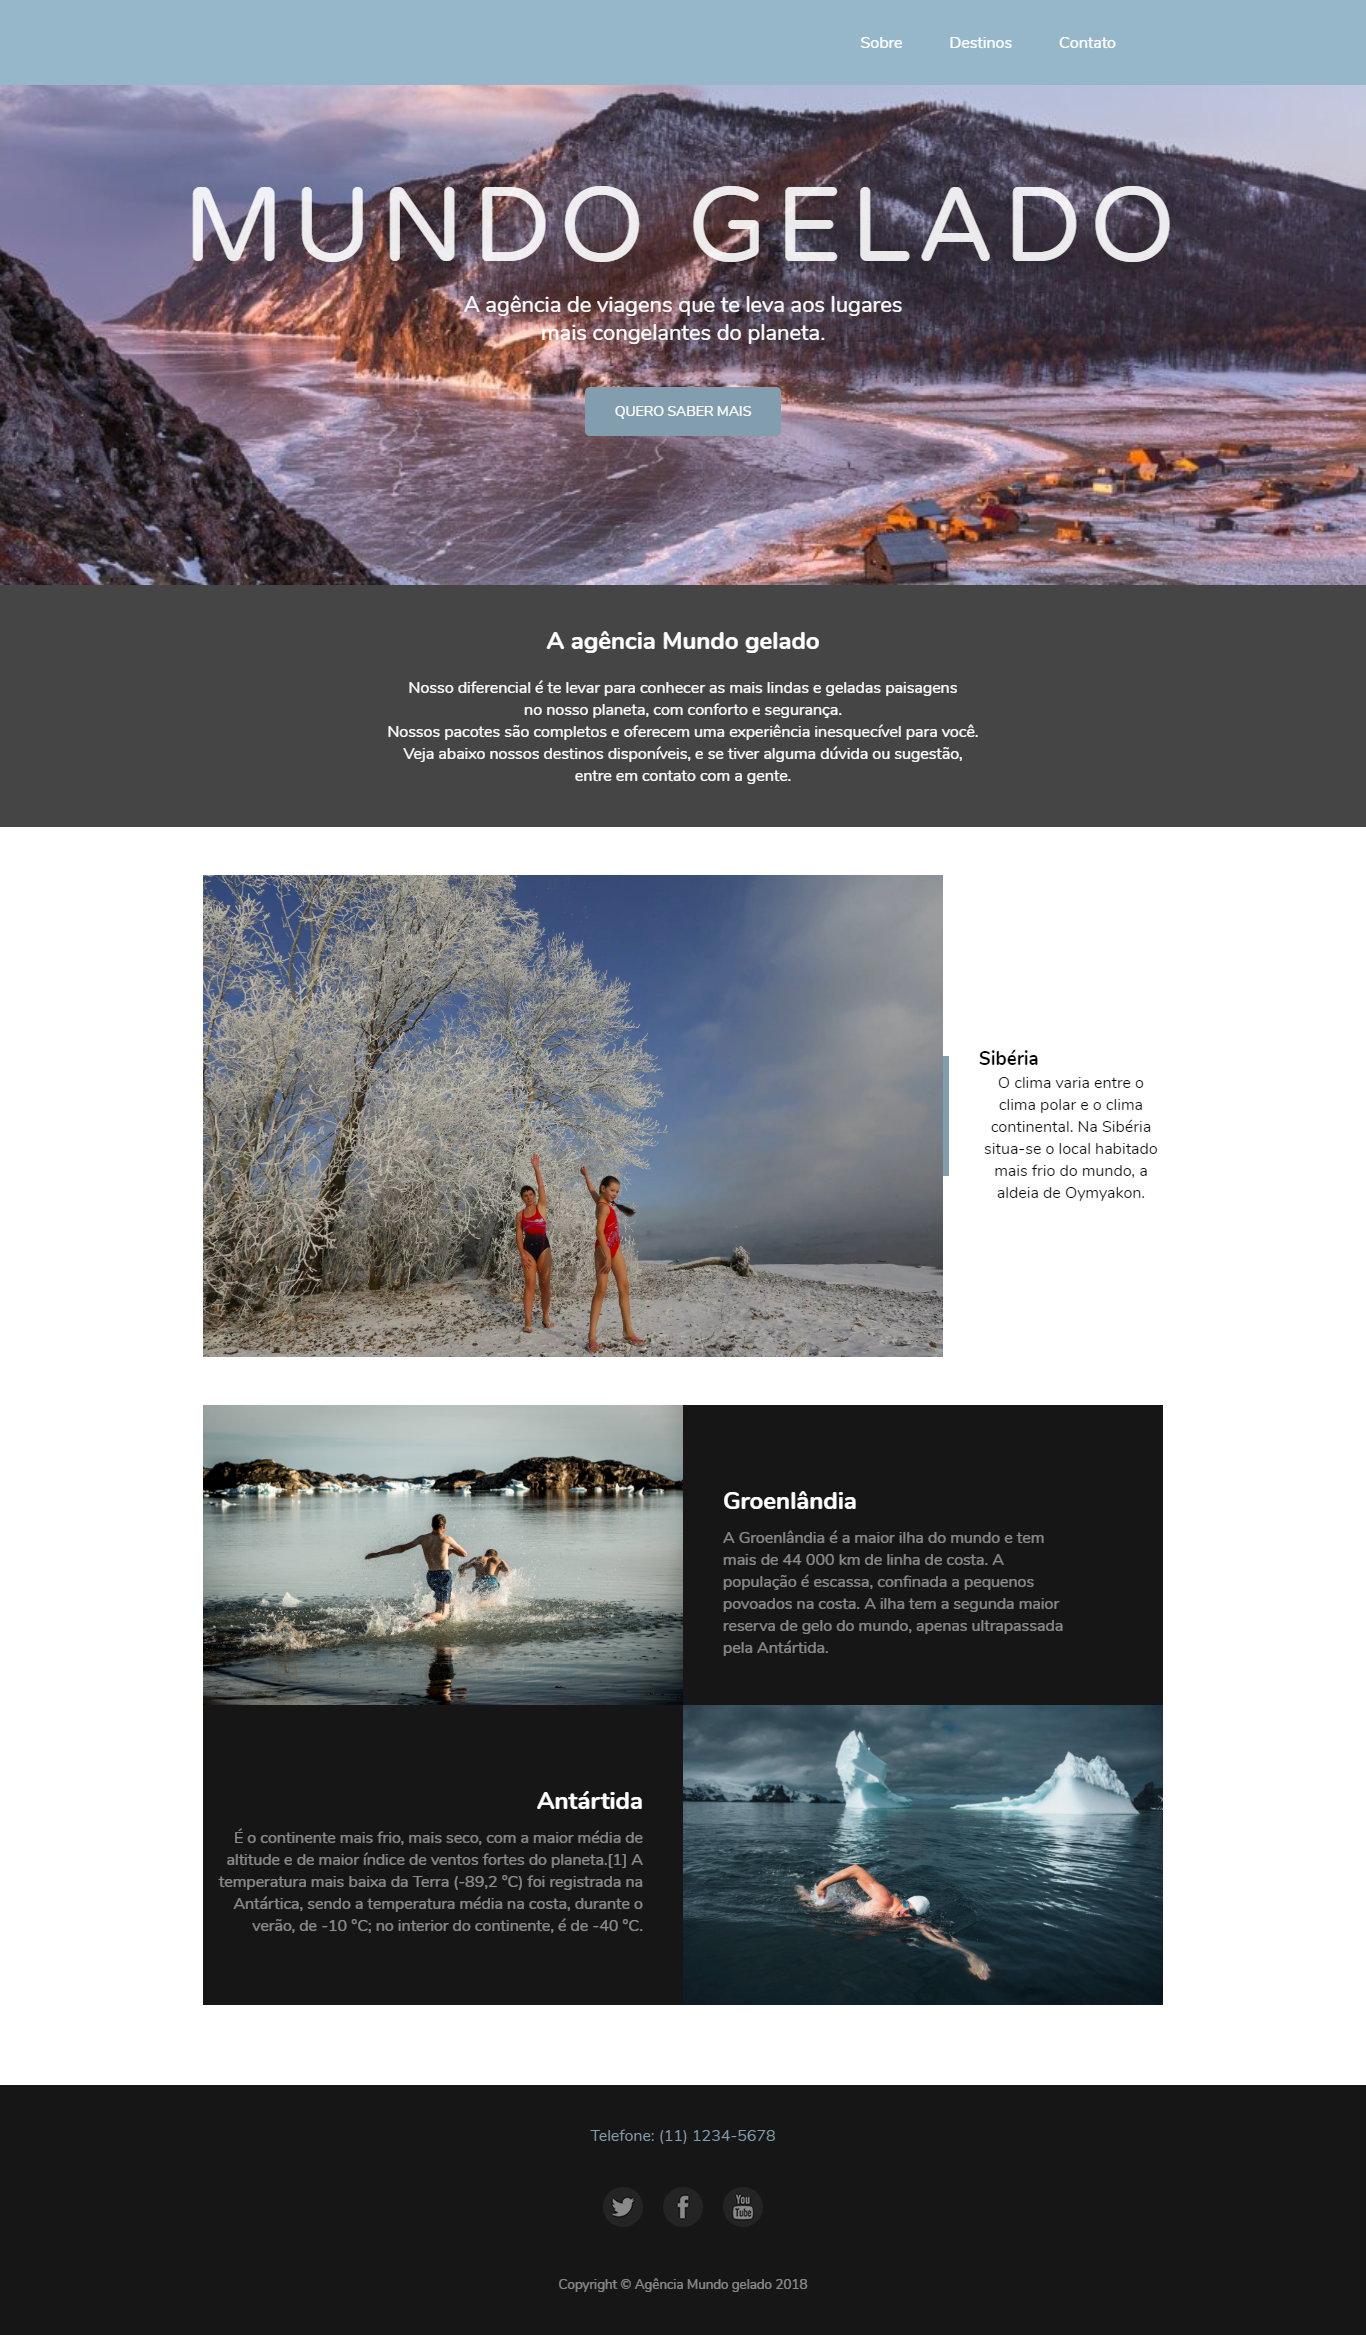 Sobre Destinos Contato
MUNDO GELADO
A agência de viagens que te leva aos lugares
mais congelantes do planeta.
QUERO SABER MAIS
A agência Mundo gelado
Nosso diferencial é te levar para conhecer as mais lindas e geladas paisagens
no nosso planeta, com conforto e segurança.
Nossos pacotes são completos e oferecem uma experiência inesquecível para você.
Veja abaixo nossos destinos disponíveis, e se tiver alguma dúvida ou sugestão,
entre em contato com a gente.
Sibéria
O clima varia entre o
clima polar e o clima
continental. Na Sibéria
situa-se o local habitado
mais frio do mundo, a
aldeia de Oymyakon.
Groenlândia
A Groenlândia é a maior ilha do mundo e tem
mais de 44 000 km de linha de costa. A
população é escassa, confinada a pequenos
povoados na costa. A ilha tem a segunda maior
reserva de gelo do mundo, apenas ultrapassada
pela Antártida.
Antártida
É o continente mais frio, mais seco, com a maior média de
altitude e de maior índice de ventos fortes do planeta.[1] A
temperatura mais baixa da Terra (-89,2 °C) foi registrada na
Antártica, sendo a temperatura média na costa, durante o
verão, de -10 °C; no interior do continente, é de -40 °C.
Telefone: (11) 1234-5678
You
Tube
Copyright © Agência Mundo gelado 2018